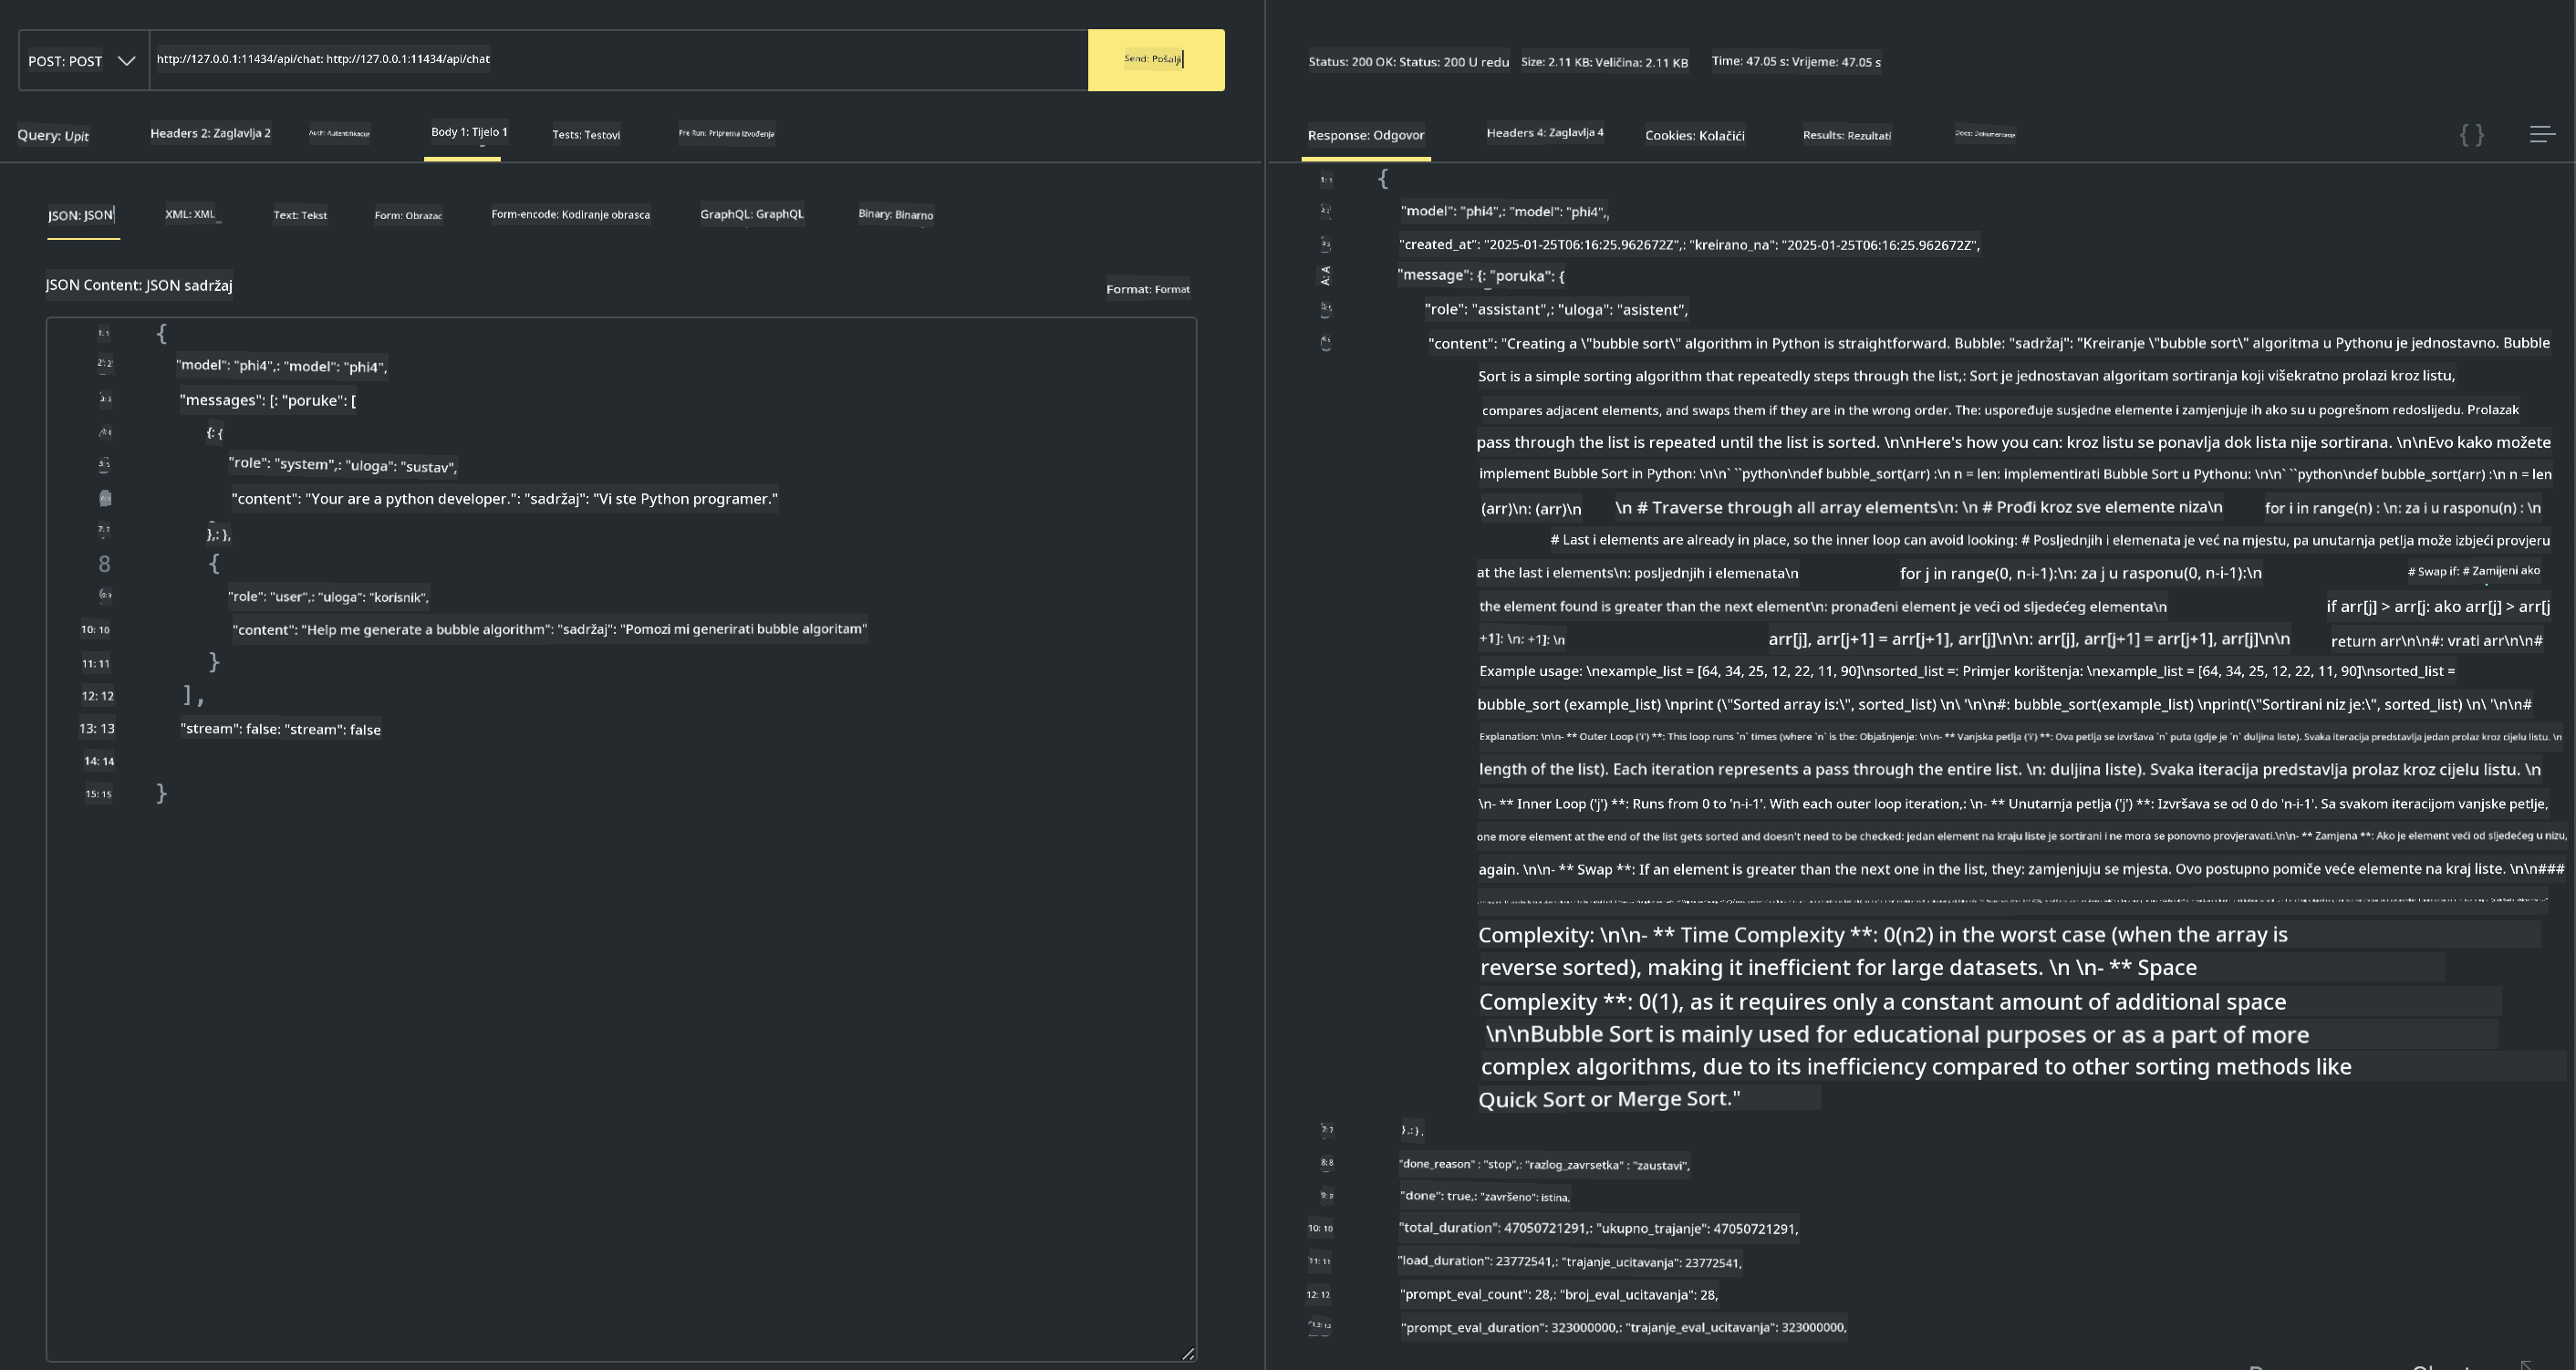 POST: POST
http://127.0.0.1:11434/api/chat: http://127.0.0.1:11434/api/chat
Send: Pošalji
Query: Upit
Headers 2: Zaglavlja 2
Auth: Autentifikacija
Body 1: Tijelo 1
Tests: Testovi
Pre Run: Priprema Izvođenja
JSON: JSON
XML: XML
Text: Tekst
Form: Obrazac
Form-encode: Kodiranje obrasca
GraphQL: GraphQL
Binary: Binarno
JSON Content: JSON sadržaj
Format: Format
1: 1 {
2: 2 "model": "phi4",: "model": "phi4",
3: 3 "messages": [: "poruke": [
{: {
"role": "system",: "uloga": "sustav",
"content": "Your are a python developer.": "sadržaj": "Vi ste Python programer."
7: 7 },: },
8 {
"role": "user",: "uloga": "korisnik",
10: 10 "content": "Help me generate a bubble algorithm": "sadržaj": "Pomozi mi generirati bubble algoritam"
11: 11 }
12: 12 ],
13: 13 "stream": false: "stream": false
14: 14
15: 15 }
Status: 200 OK: Status: 200 U redu
Size: 2.11 KB: Veličina: 2.11 KB
Time: 47.05 s: Vrijeme: 47.05 s
Response: Odgovor
Headers 4: Zaglavlja 4
Cookies: Kolačići
Results: Rezultati
{ }
1: 1 {
"model": "phi4",: "model": "phi4",
"created_at": "2025-01-25T06:16:25.962672Z",: "kreirano_na": "2025-01-25T06:16:25.962672Z",
A: A "message": {: "poruka": {
"role": "assistant",: "uloga": "asistent",
"content": "Creating a \"bubble sort\" algorithm in Python is straightforward. Bubble: "sadržaj": "Kreiranje \"bubble sort\" algoritma u Pythonu je jednostavno. Bubble
Sort is a simple sorting algorithm that repeatedly steps through the list,: Sort je jednostavan algoritam sortiranja koji višekratno prolazi kroz listu,
compares adjacent elements, and swaps them if they are in the wrong order. The: uspoređuje susjedne elemente i zamjenjuje ih ako su u pogrešnom redoslijedu. Prolazak
pass through the list is repeated until the list is sorted. \n\nHere's how you can: kroz listu se ponavlja dok lista nije sortirana. \n\nEvo kako možete
implement Bubble Sort in Python: \n\n` ``python\ndef bubble_sort(arr) :\n n = len: implementirati Bubble Sort u Pythonu: \n\n` ``python\ndef bubble_sort(arr) :\n n = len
(arr)\n: (arr)\n \n # Traverse through all array elements\n: \n # Prođi kroz sve elemente niza\n for i in range(n) : \n: za i u rasponu(n) : \n
# Last i elements are already in place, so the inner loop can avoid looking: # Posljednjih i elemenata je već na mjestu, pa unutarnja petlja može izbjeći provjeru
at the last i elements\n: posljednjih i elemenata\n for j in range(0, n-i-1):\n: za j u rasponu(0, n-i-1):\n # Swap if: # Zamijeni ako
the element found is greater than the next element\n: pronađeni element je veći od sljedećeg elementa\n if arr[j] > arr[j: ako arr[j] > arr[j
+1]: \n: +1]: \n arr[j], arr[j+1] = arr[j+1], arr[j]\n\n: arr[j], arr[j+1] = arr[j+1], arr[j]\n\n return arr\n\n#: vrati arr\n\n#
Example usage: \nexample_list = [64, 34, 25, 12, 22, 11, 90]\nsorted_list =: Primjer korištenja: \nexample_list = [64, 34, 25, 12, 22, 11, 90]\nsorted_list =
bubble_sort (example_list) \nprint (\"Sorted array is:\", sorted_list) \n\ '\n\n#: bubble_sort(example_list) \nprint(\"Sortirani niz je:\", sorted_list) \n\ '\n\n#
Explanation: \n\n- ** Outer Loop ('i') **: This loop runs `n` times (where `n` is the: Objašnjenje: \n\n- ** Vanjska petlja ('i') **: Ova petlja se izvršava `n` puta (gdje je `n` duljina liste). Svaka iteracija predstavlja jedan prolaz kroz cijelu listu. \n
length of the list). Each iteration represents a pass through the entire list. \n: duljina liste). Svaka iteracija predstavlja prolaz kroz cijelu listu. \n
\n- ** Inner Loop ('j') **: Runs from 0 to 'n-i-1'. With each outer loop iteration,: \n- ** Unutarnja petlja ('j') **: Izvršava se od 0 do 'n-i-1'. Sa svakom iteracijom vanjske petlje,
one more element at the end of the list gets sorted and doesn't need to be checked: jedan element na kraju liste je sortirani i ne mora se ponovno provjeravati.\n\n- ** Zamjena **: Ako je element veći od sljedećeg u nizu,
again. \n\n- ** Swap **: If an element is greater than the next one in the list, they: zamjenjuju se mjesta. Ovo postupno pomiče veće elemente na kraj liste. \n\n###
Complexity: \n\n- ** Time Complexity **: 0(n2) in the worst case (when the array is
reverse sorted), making it inefficient for large datasets. \n \n- ** Space
Complexity **: 0(1), as it requires only a constant amount of additional space
\n\nBubble Sort is mainly used for educational purposes or as a part of more
complex algorithms, due to its inefficiency compared to other sorting methods like
Quick Sort or Merge Sort."
7: 7 },: },
8: 8 "done_reason" : "stop",: "razlog_zavrsetka" : "zaustavi",
9: 9 "done": true,: "završeno": istina,
10: 10 "total_duration": 47050721291,: "ukupno_trajanje": 47050721291,
11: 11 "load_duration": 23772541,: "trajanje_ucitavanja": 23772541,
12: 12 "prompt_eval_count": 28,: "broj_eval_ucitavanja": 28,
"prompt_eval_duration": 323000000,: "trajanje_eval_ucitavanja": 323000000,